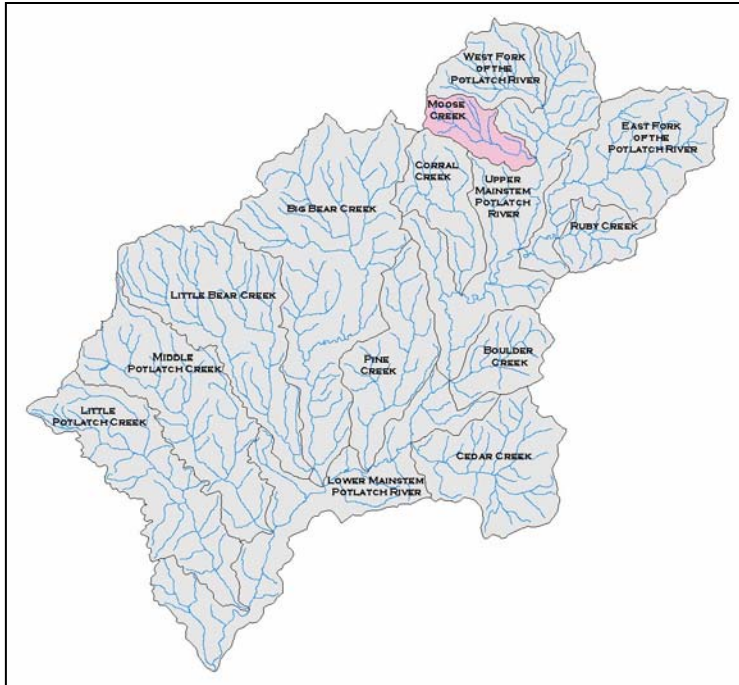 WEST FORK
OF THE
POTLATCH RIVER
MOOSE
CREEK
EAST FORK
OF THE
POTLATCH RIVER
CORRAL
CREEK
UPPER
MAINSTEM
POTLATCH
RIVER
BIG BEAR CREEK
RUBY CREEK
LITTLE BEAR CREEK
MIDDLE
POTLATCH CREEK
PINE
CREEK
BOULDER
CREEK
LITTLE
POTLATCH CREEK
CEDAR CREEK
LOWER MAINSTEM
POTLATCH RIVER